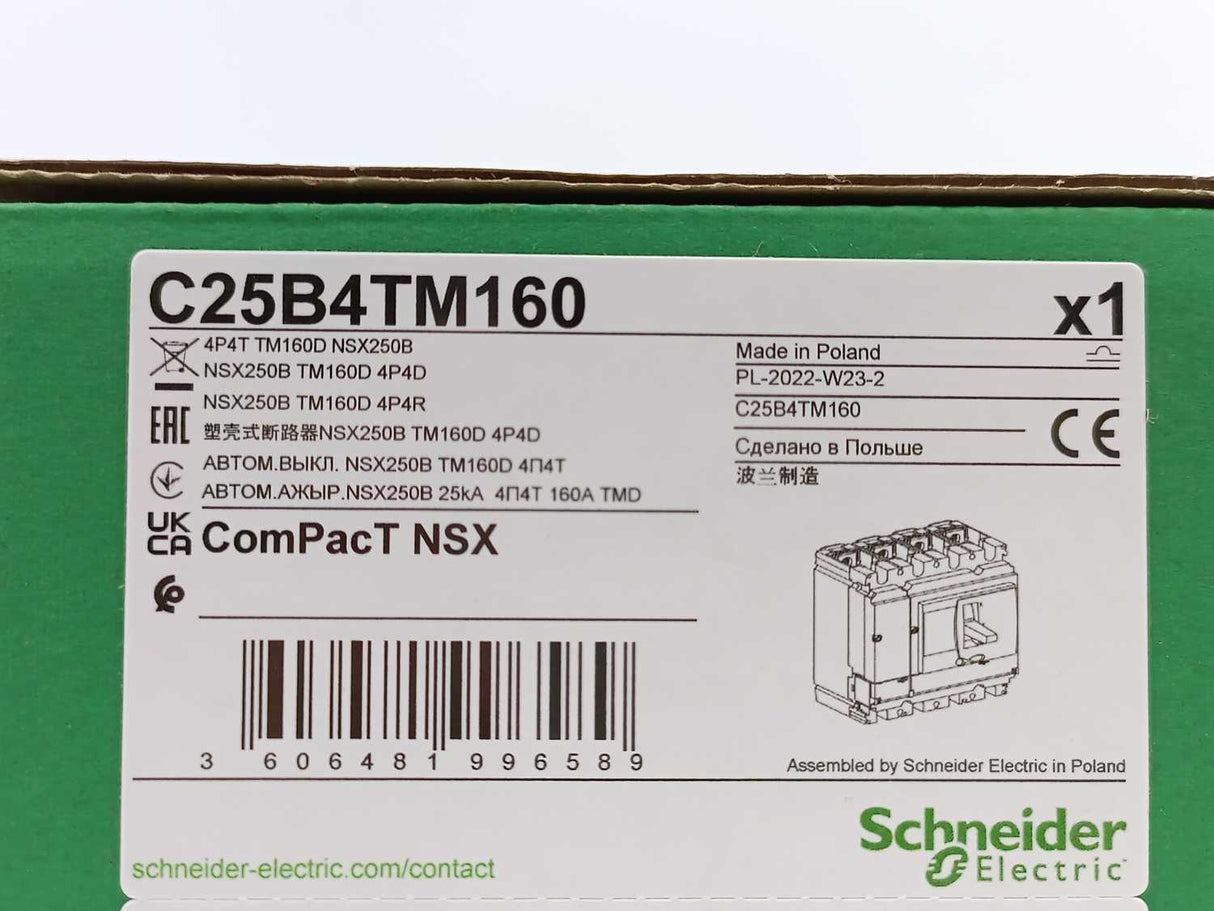 C25B4TM160
x1
4P4T TM160D NSX250B
NSX250B TM160D 4P4D
NSX250B TM160D 4P4R
塑壳式断路器NSX250B TM160D 4P4D
АВТОМ.ВЫКЛ. NSX250B TM160D 4П4Т
АВТОМ.АЖЫР.NSX250B 25kA 4П4Т 160A TMD
EAC
UK
CA
ComPacT NSX
Made in Poland
PL-2022-W23-2
C25B4TM160
CE
Сделано в Польше
波兰制造
3 606481 996589
Assembled by Schneider Electric in Poland
schneider-electric.com/contact
Schneider
Electric